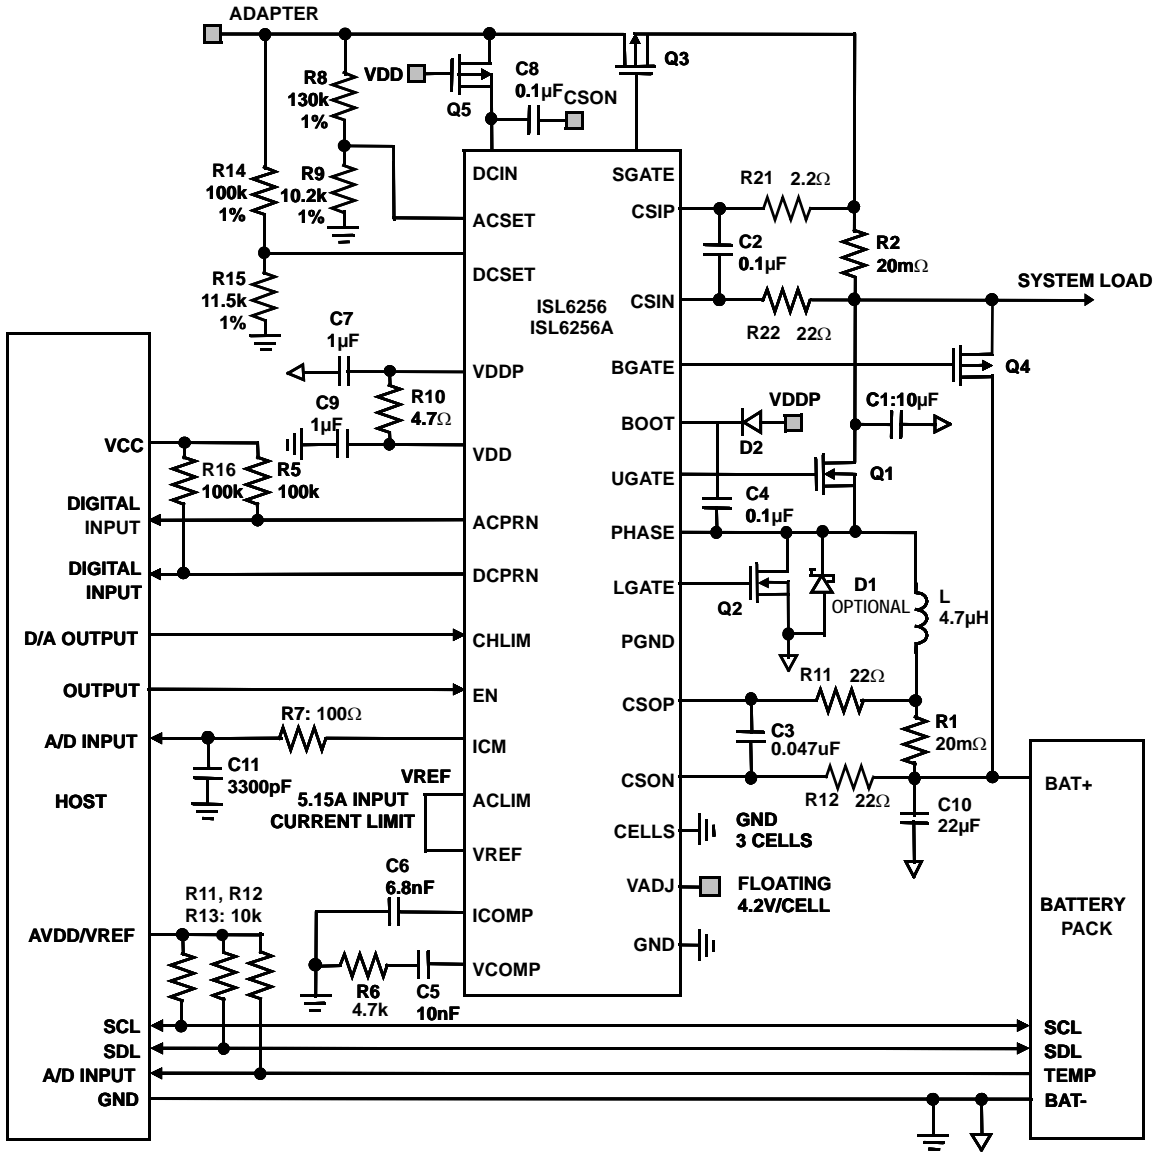 ADAPTER
VDD
Q5
C8
0.1µF
CSON
Q3
R8
130k
1%
R14
100k
1%
R9
10.2k
1%
R15
11.5k
1%
DCIN
ACSET
DCSET
ISL6256
ISL6256A
SGATE
CSIP
CSIN
R21 2.2Ω
C2
0.1µF
R2
20mΩ
R22 22Ω
SYSTEM LOAD
C7
1µF
VDDP
R10
4.7Ω
C9
1µF
VDD
BGATE
Q4
BOOT
VDDP
D2
C1:10µF
UGATE
Q1
C4
0.1µF
PHASE
LGATE
Q2
D1
OPTIONAL
L
4.7µH
PGND
VCC
R16
100k
R5
100k
DIGITAL
INPUT
ACPRN
DIGITAL
INPUT
DCPRN
D/A OUTPUT
CHLIM
OUTPUT
EN
R7: 100Ω
A/D INPUT
ICM
C11
3300pF
HOST
VREF
5.15A INPUT
CURRENT LIMIT
ACLIM
VREF
CSOP
R11 22Ω
C3
0.047uF
R1
20mΩ
CSON
R12 22Ω
C10
22µF
BAT+
CELLS
GND
3 CELLS
VADJ
FLOATING
4.2V/CELL
GND
BATTERY
PACK
C6
6.8nF
ICOMP
VCOMP
R6
4.7k
C5
10nF
R11, R12
R13: 10k
AVDD/VREF
SCL
SDL
A/D INPUT
GND
SCL
SDL
TEMP
BAT-